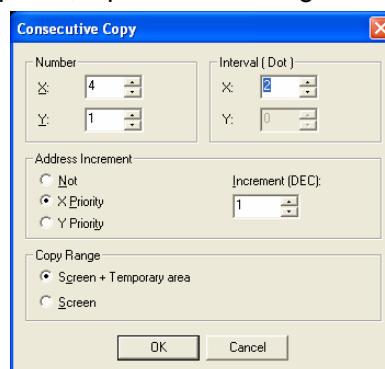 Consecutive Copy
Number
X: 4
Y: 1
Interval ( Dot )
X: 2
Y: 0
Address Increment
Not
X Priority
Y Priority
Increment (DEC):
1
Copy Range
Screen + Temporary area
Screen
OK Cancel